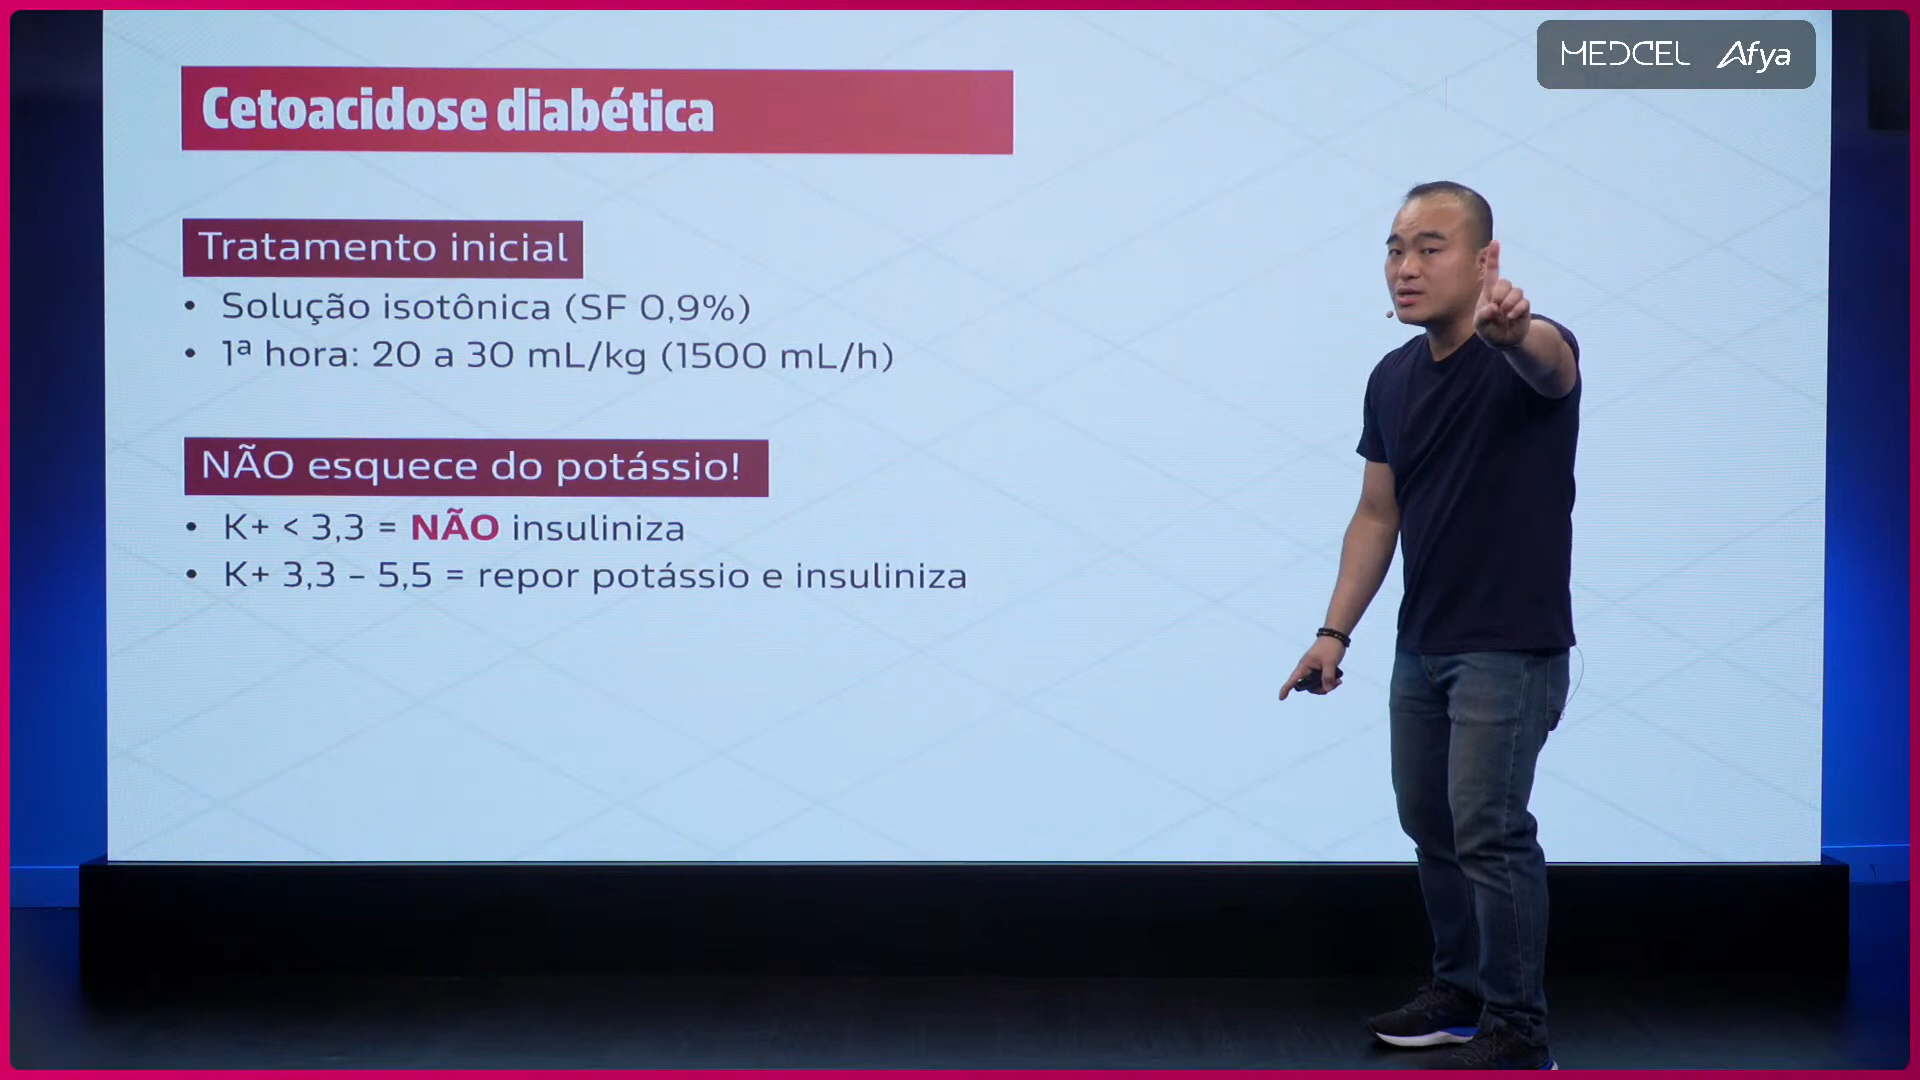 MEDCEL Afya
Cetoacidose diabética
Tratamento inicial
• Solução isotônica (SF 0,9%)
• 1ª hora: 20 a 30 mL/kg (1500 mL/h)
NÃO esquece do potássio!
• K+ < 3,3 = NÃO insuliniza
• K+ 3,3 – 5,5 = repor potássio e insuliniza